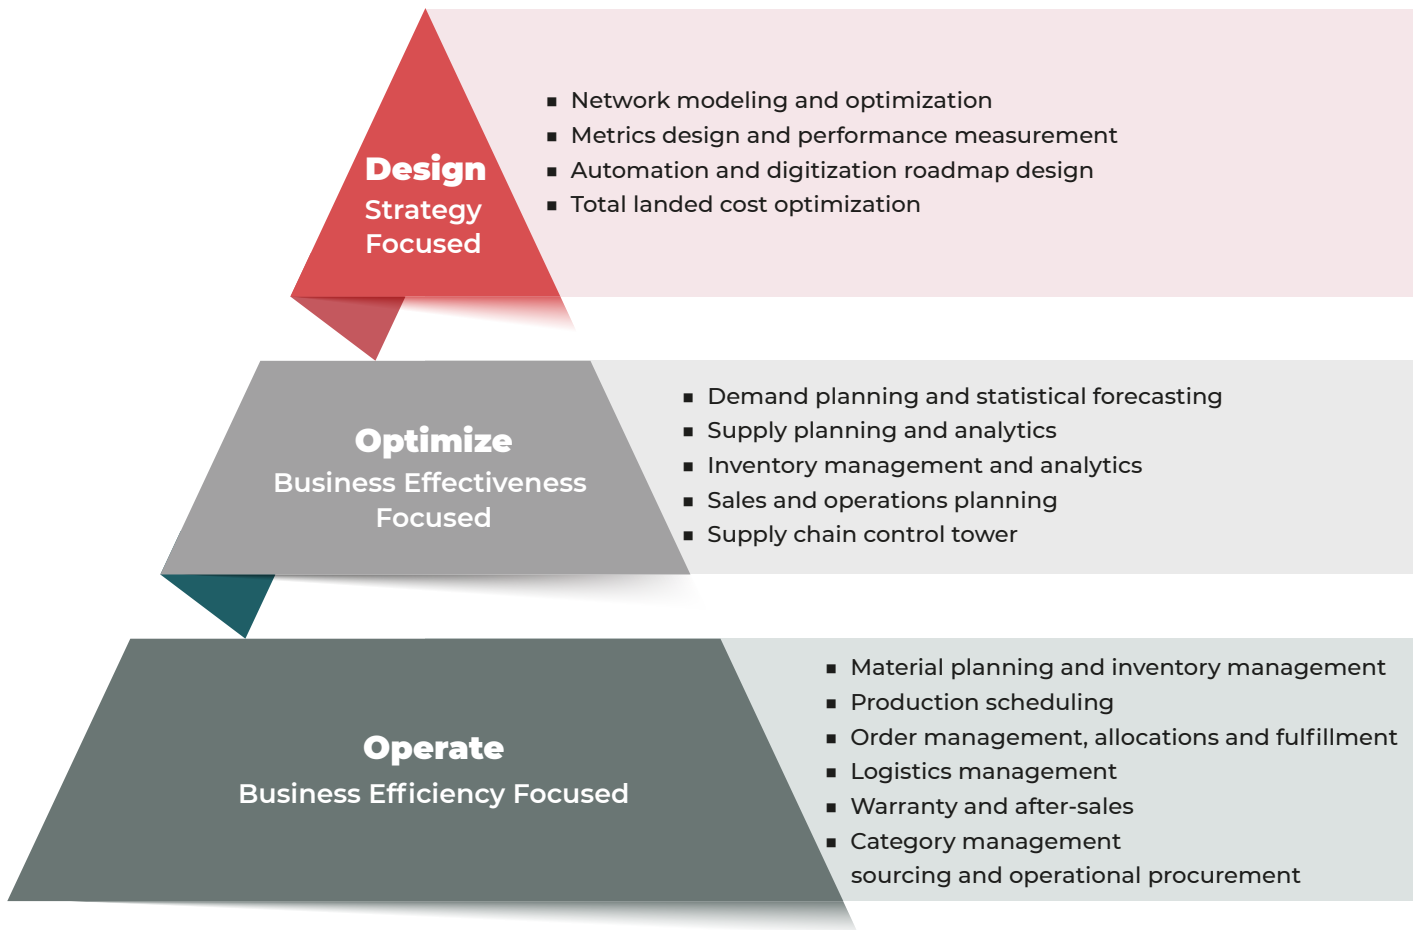 Design
Strategy
Focused
■ Network modeling and optimization
■ Metrics design and performance measurement
■ Automation and digitization roadmap design
■ Total landed cost optimization
Optimize
Business Effectiveness
Focused
■ Demand planning and statistical forecasting
■ Supply planning and analytics
■ Inventory management and analytics
■ Sales and operations planning
■ Supply chain control tower
Operate
Business Efficiency Focused
■ Material planning and inventory management
■ Production scheduling
■ Order management, allocations and fulfillment
■ Logistics management
■ Warranty and after-sales
■ Category management
sourcing and operational procurement